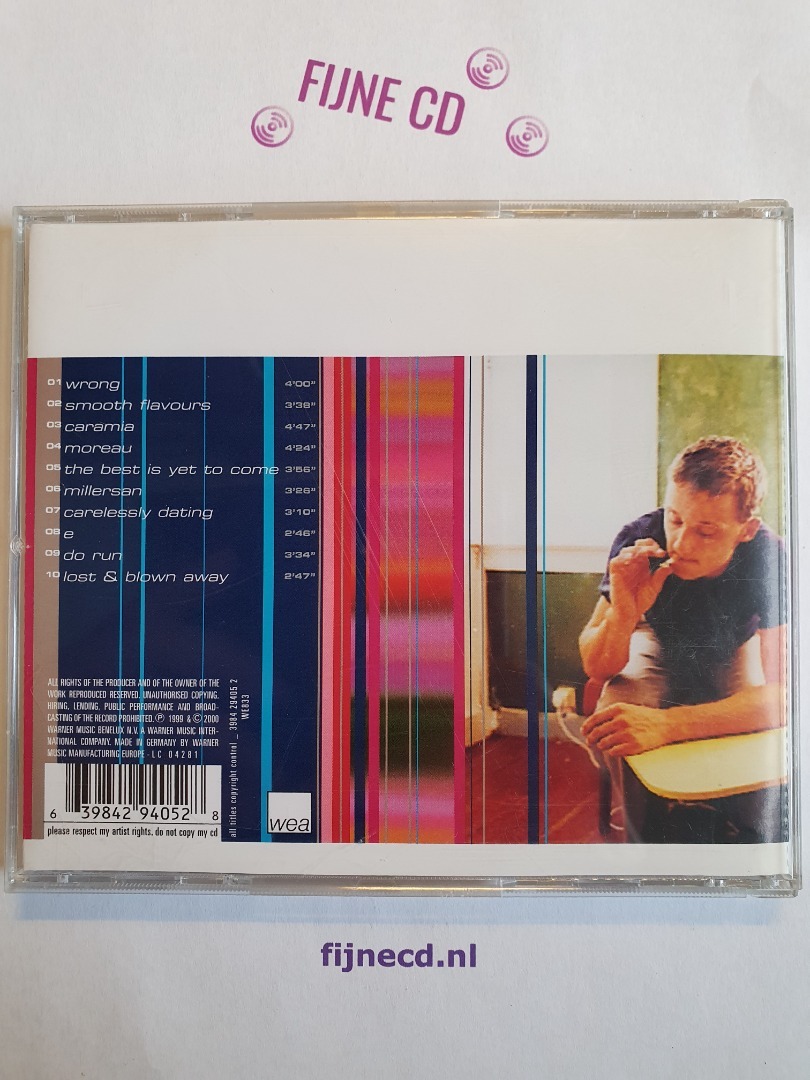 FIJNE CD
01 wrong 4'00"
02 smooth flavours 3'38"
03 caramia 4'47"
04 moreau 4'24"
05 the best is yet to come 3'56"
06 millersan 3'26"
07 carelessly dating 3'10"
08 e 2'46"
09 do run 3'34"
10 lost & blown away 2'47"
ALL RIGHTS OF THE PRODUCER AND OF THE OWNER OF THE
WORK REPRODUCED RESERVED. UNAUTHORISED COPYING,
HIRING, LENDING, PUBLIC PERFORMANCE AND BROAD-
CASTING OF THE RECORD PROHIBITED. ℗ 1999 & © 2000
WARNER MUSIC BENELUX N.V. A WARNER MUSIC INTER-
NATIONAL COMPANY. MADE IN GERMANY BY WARNER
MUSIC MANUFACTURING EUROPE - LC 04281
all titles copyright control _ 3984 29405 2
WE833
6 39842 94052 8
please respect my artist rights. do not copy my cd
wea
fijnecd.nl